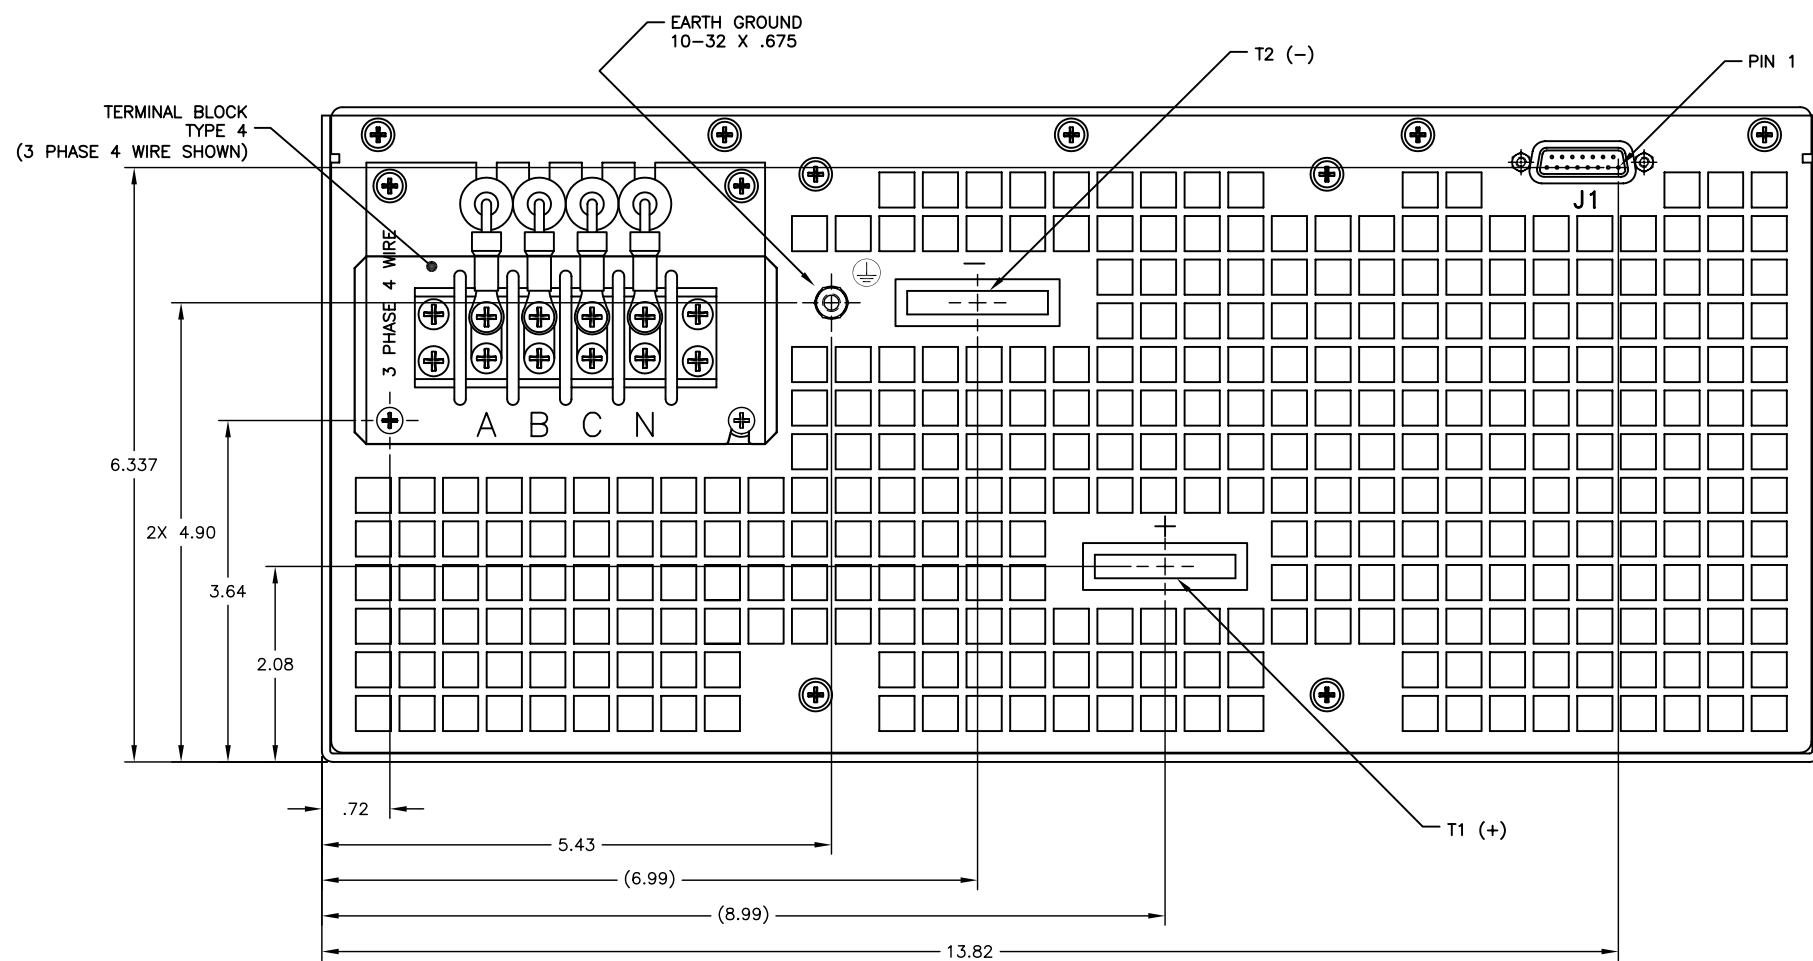 EARTH GROUND
10-32 X .675
T2 (-)
PIN 1
TERMINAL BLOCK
TYPE 4
(3 PHASE 4 WIRE SHOWN)
J1
3 PHASE 4 WIRE
−
A B C N
+
6.337
2X 4.90
3.64
2.08
.72
5.43
(6.99)
(8.99)
13.82
T1 (+)